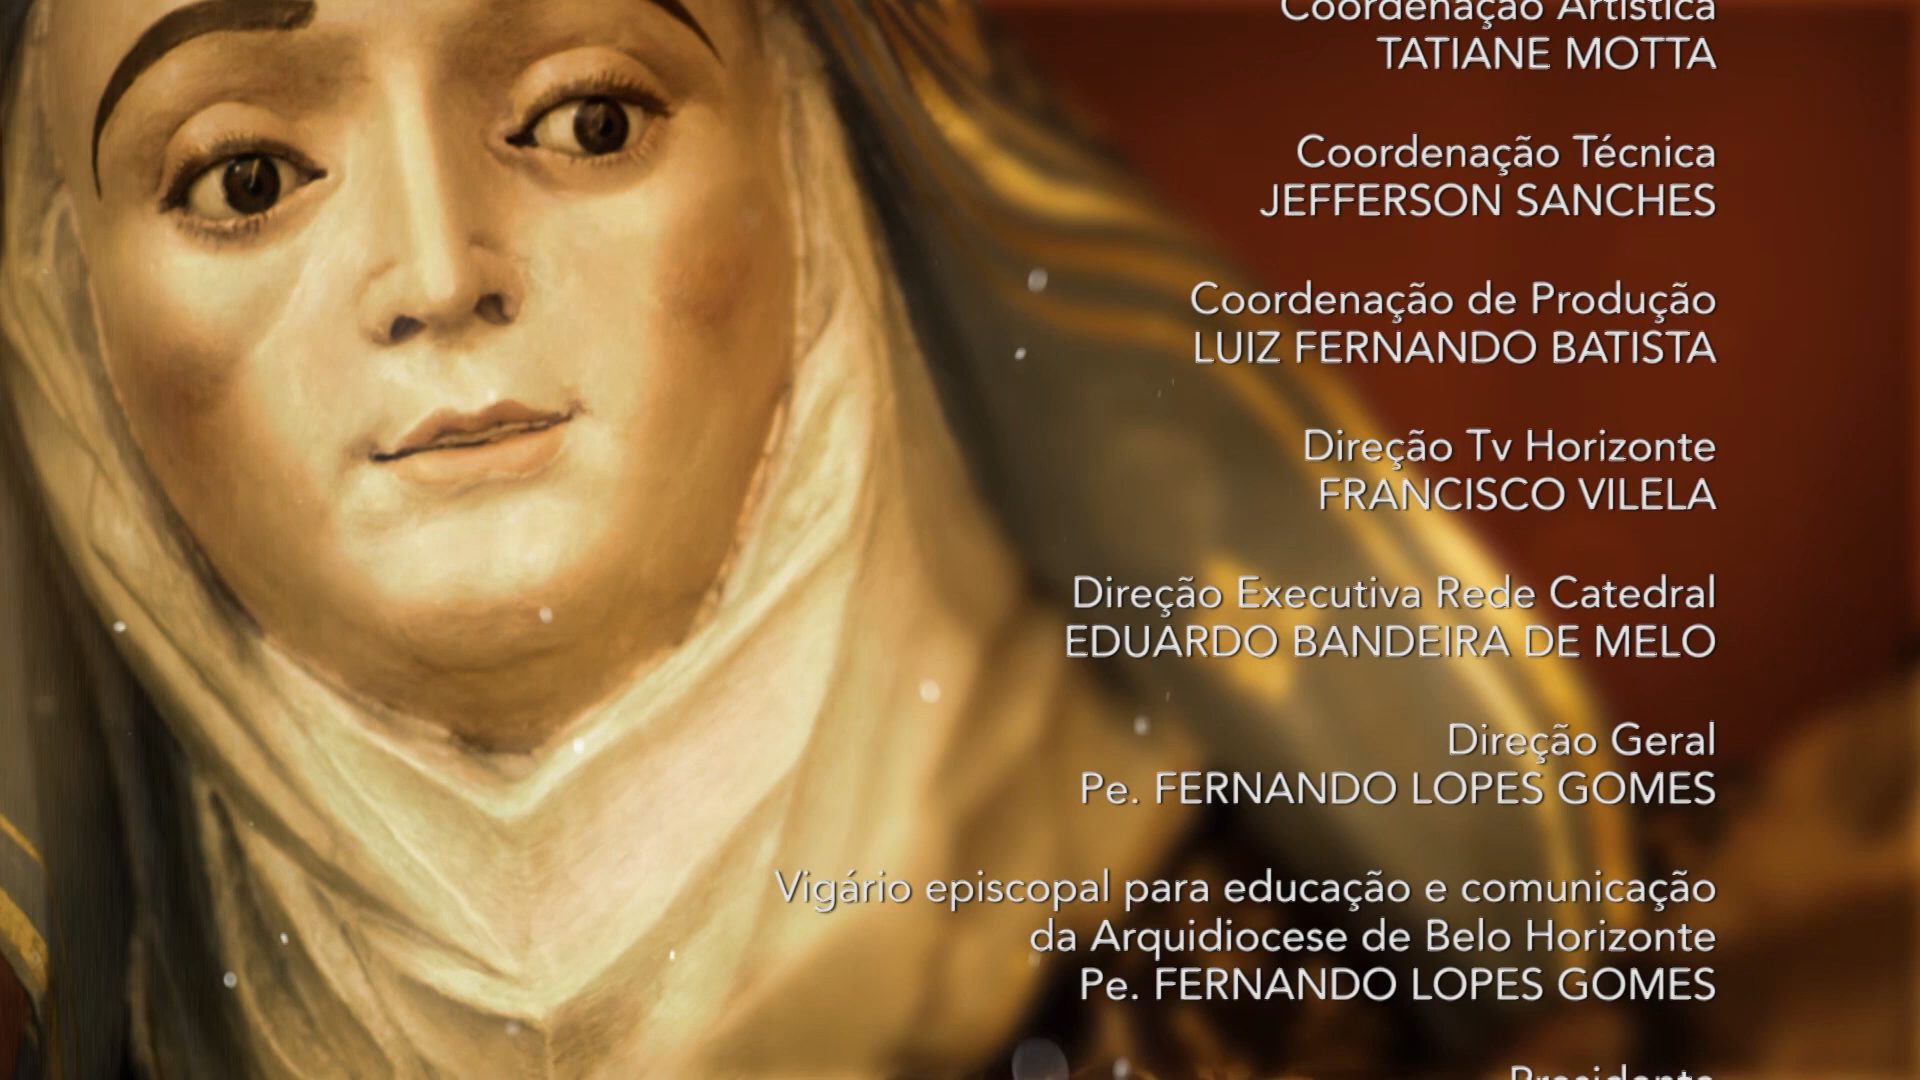 Coordenação Artística
TATIANE MOTTA
Coordenação Técnica
JEFFERSON SANCHES
Coordenação de Produção
LUIZ FERNANDO BATISTA
Direção Tv Horizonte
FRANCISCO VILELA
Direção Executiva Rede Catedral
EDUARDO BANDEIRA DE MELO
Direção Geral
Pe. FERNANDO LOPES GOMES
Vigário episcopal para educação e comunicação
da Arquidiocese de Belo Horizonte
Pe. FERNANDO LOPES GOMES
Presidente